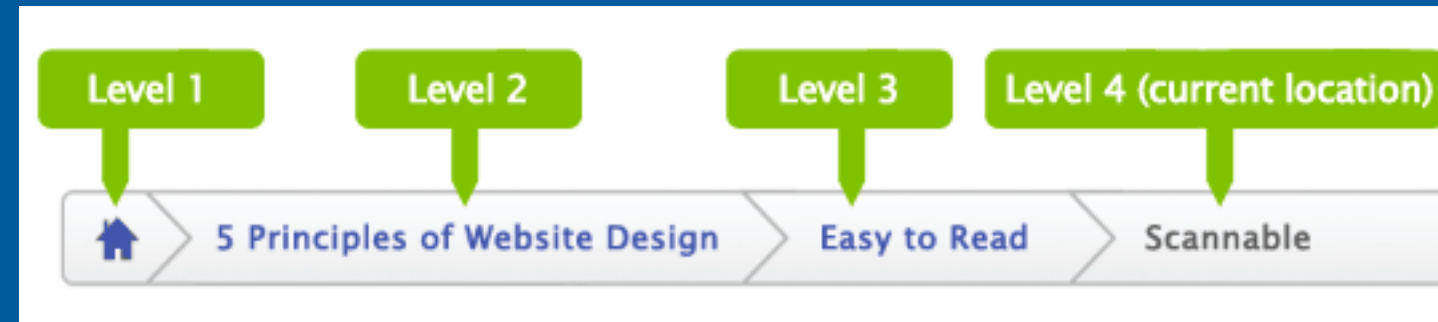 Level 1 Level 2 Level 3 Level 4 (current location)
5 Principles of Website Design Easy to Read Scannable